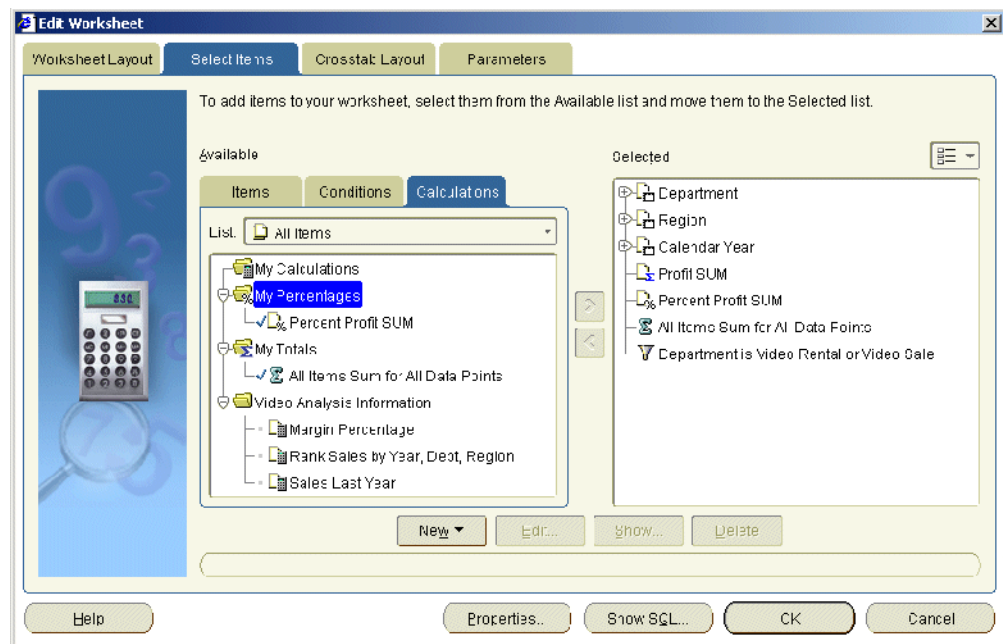 Edit Worksheet
Worksheet Layout Select Items Crosstab Layout Parameters
To add items to your worksheet, select them from the Available list and move them to the Selected list.
Available Selected
Items Conditions Calculations
List: All Items
My Calculations
My Percentages
Percent Profit SUM
My Totals
All Items Sum for All Data Points
Video Analysis Information
Margin Percentage
Rank Sales by Year, Dept, Region
Sales Last Year
Department
Region
Calendar Year
Profit SUM
Percent Profit SUM
All Items Sum for All Data Points
Department is Video Rental or Video Sale
New Edit... Show... Delete
Help Properties... Show SQL... OK Cancel